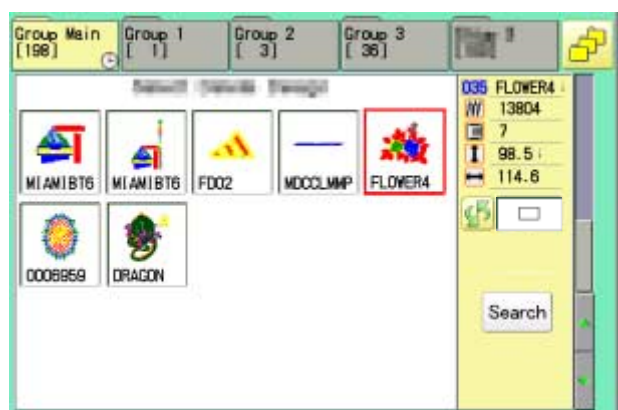 Group Main
[198]
Group 1
[ 1]
Group 2
[ 3]
Group 3
[ 36]
035 FLOWER4
13804
7
98.5
114.6
MIAMIBT6
MIAMIBT6
FD02
MDCCLMMP
FLOWER4
0006959
DRAGON
Search